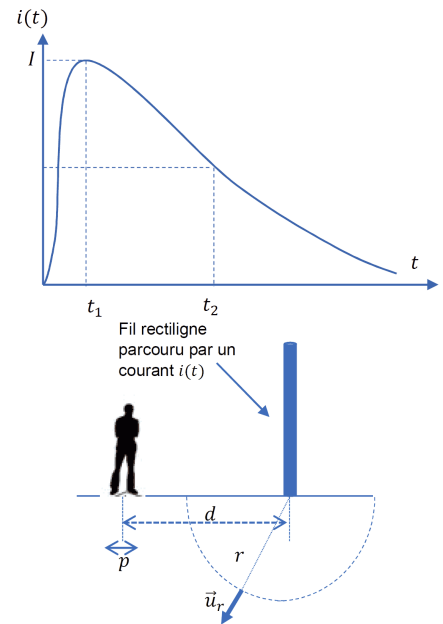 i(t)
I
t
t₁
t₂
Fil rectiligne
parcouru par un
courant i(t)
d
p
r
u⃗ᵣ